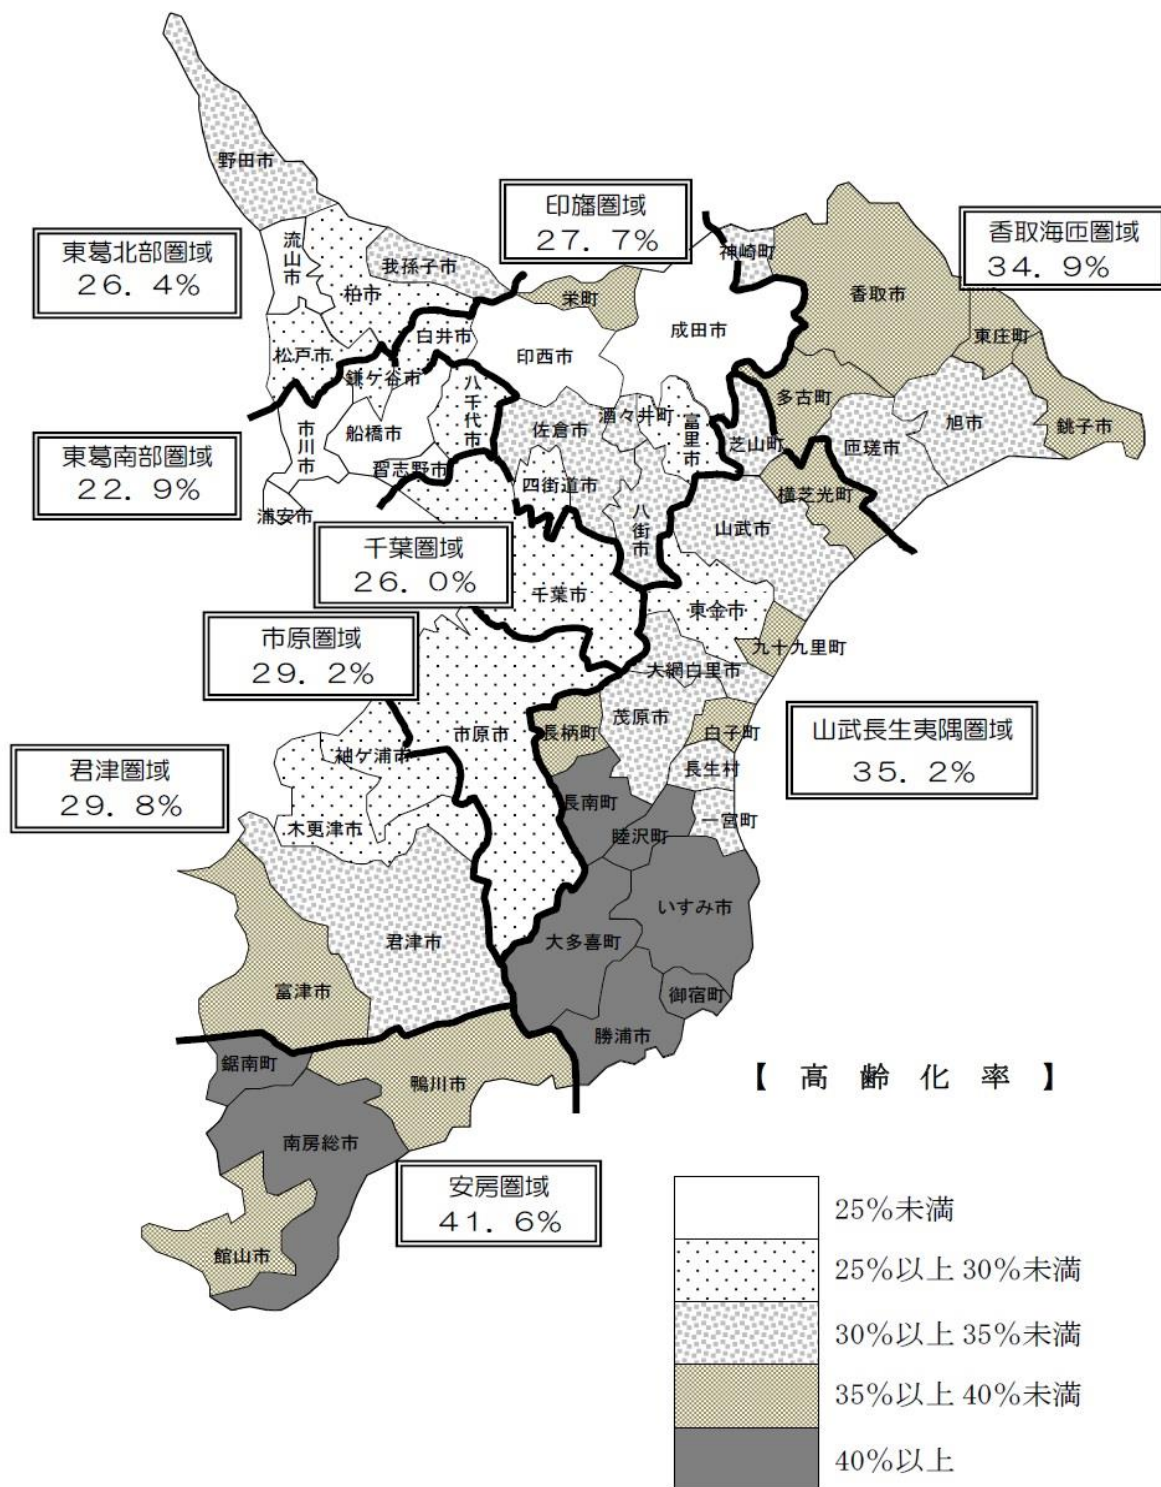 野田市
印旛圏域
27. 7%
香取海匝圏域
34. 9%
東葛北部圏域
26. 4%
流山市
我孫子市
柏市
神崎町
栄町
香取市
成田市
東庄町
白井市
印西市
松戸市
鎌ケ谷市
八千代市
多古町
酒々井町
富里市
旭市
銚子市
市川市
船橋市
佐倉市
芝山町
匝瑳市
東葛南部圏域
22. 9%
習志野市
四街道市
横芝光町
浦安市
八街市
山武市
千葉圏域
26. 0%
千葉市
東金市
市原圏域
29. 2%
九十九里町
大網白里市
茂原市
市原市
長柄町
白子町
山武長生夷隅圏域
35. 2%
君津圏域
29. 8%
袖ケ浦市
長生村
長南町
一宮町
木更津市
睦沢町
いすみ市
君津市
大多喜町
富津市
御宿町
勝浦市
鋸南町
鴨川市
【 高 齢 化 率 】
南房総市
安房圏域
41. 6%
館山市
25%未満
25%以上 30%未満
30%以上 35%未満
35%以上 40%未満
40%以上